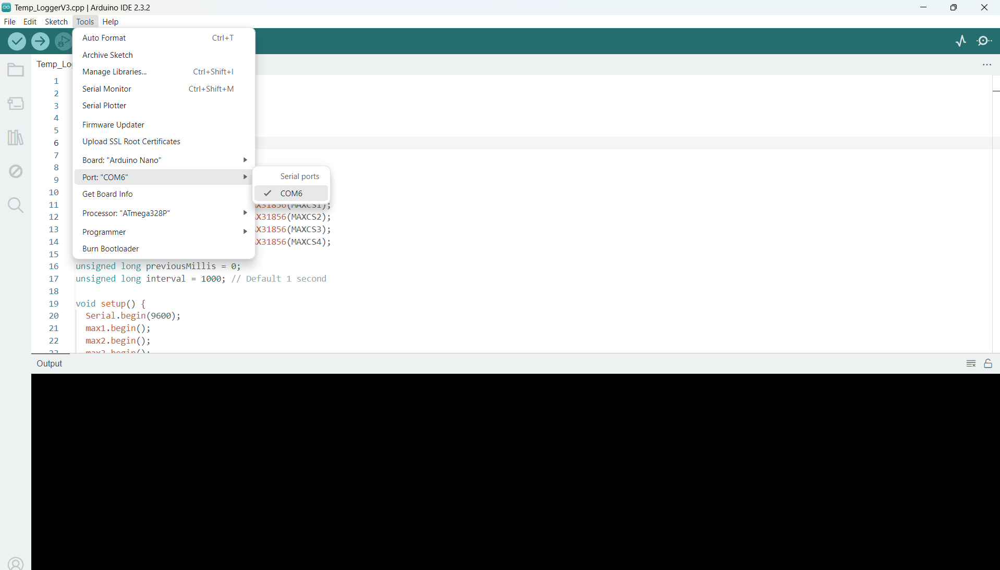 Temp_LoggerV3.cpp | Arduino IDE 2.3.2
File Edit Sketch Tools Help
Auto Format Ctrl+T
Archive Sketch
Manage Libraries... Ctrl+Shift+I
Serial Monitor Ctrl+Shift+M
Serial Plotter
Firmware Updater
Upload SSL Root Certificates
Board: "Arduino Nano"
Port: "COM6"
Get Board Info
Processor: "ATmega328P"
Programmer
Burn Bootloader
Serial ports
COM6
Temp_Lo
1
2
3
4
5
6
7
8
9
10
11 X31856(MAXCS1);
12 X31856(MAXCS2);
13 X31856(MAXCS3);
14 X31856(MAXCS4);
15
16 unsigned long previousMillis = 0;
17 unsigned long interval = 1000; // Default 1 second
18
19 void setup() {
20 Serial.begin(9600);
21 max1.begin();
22 max2.begin();
23 max3.begin();
Output